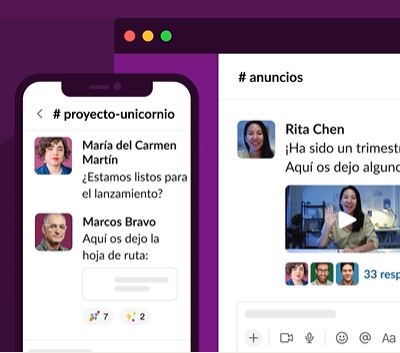 # proyecto-unicornio
María del Carmen
Martín
¿Estamos listos para
el lanzamiento?
Marcos Bravo
Aquí os dejo la
hoja de ruta:
7
2
# anuncios
Rita Chen
¡Ha sido un trimestr
Aquí os dejo alguno
33 resp
Aa